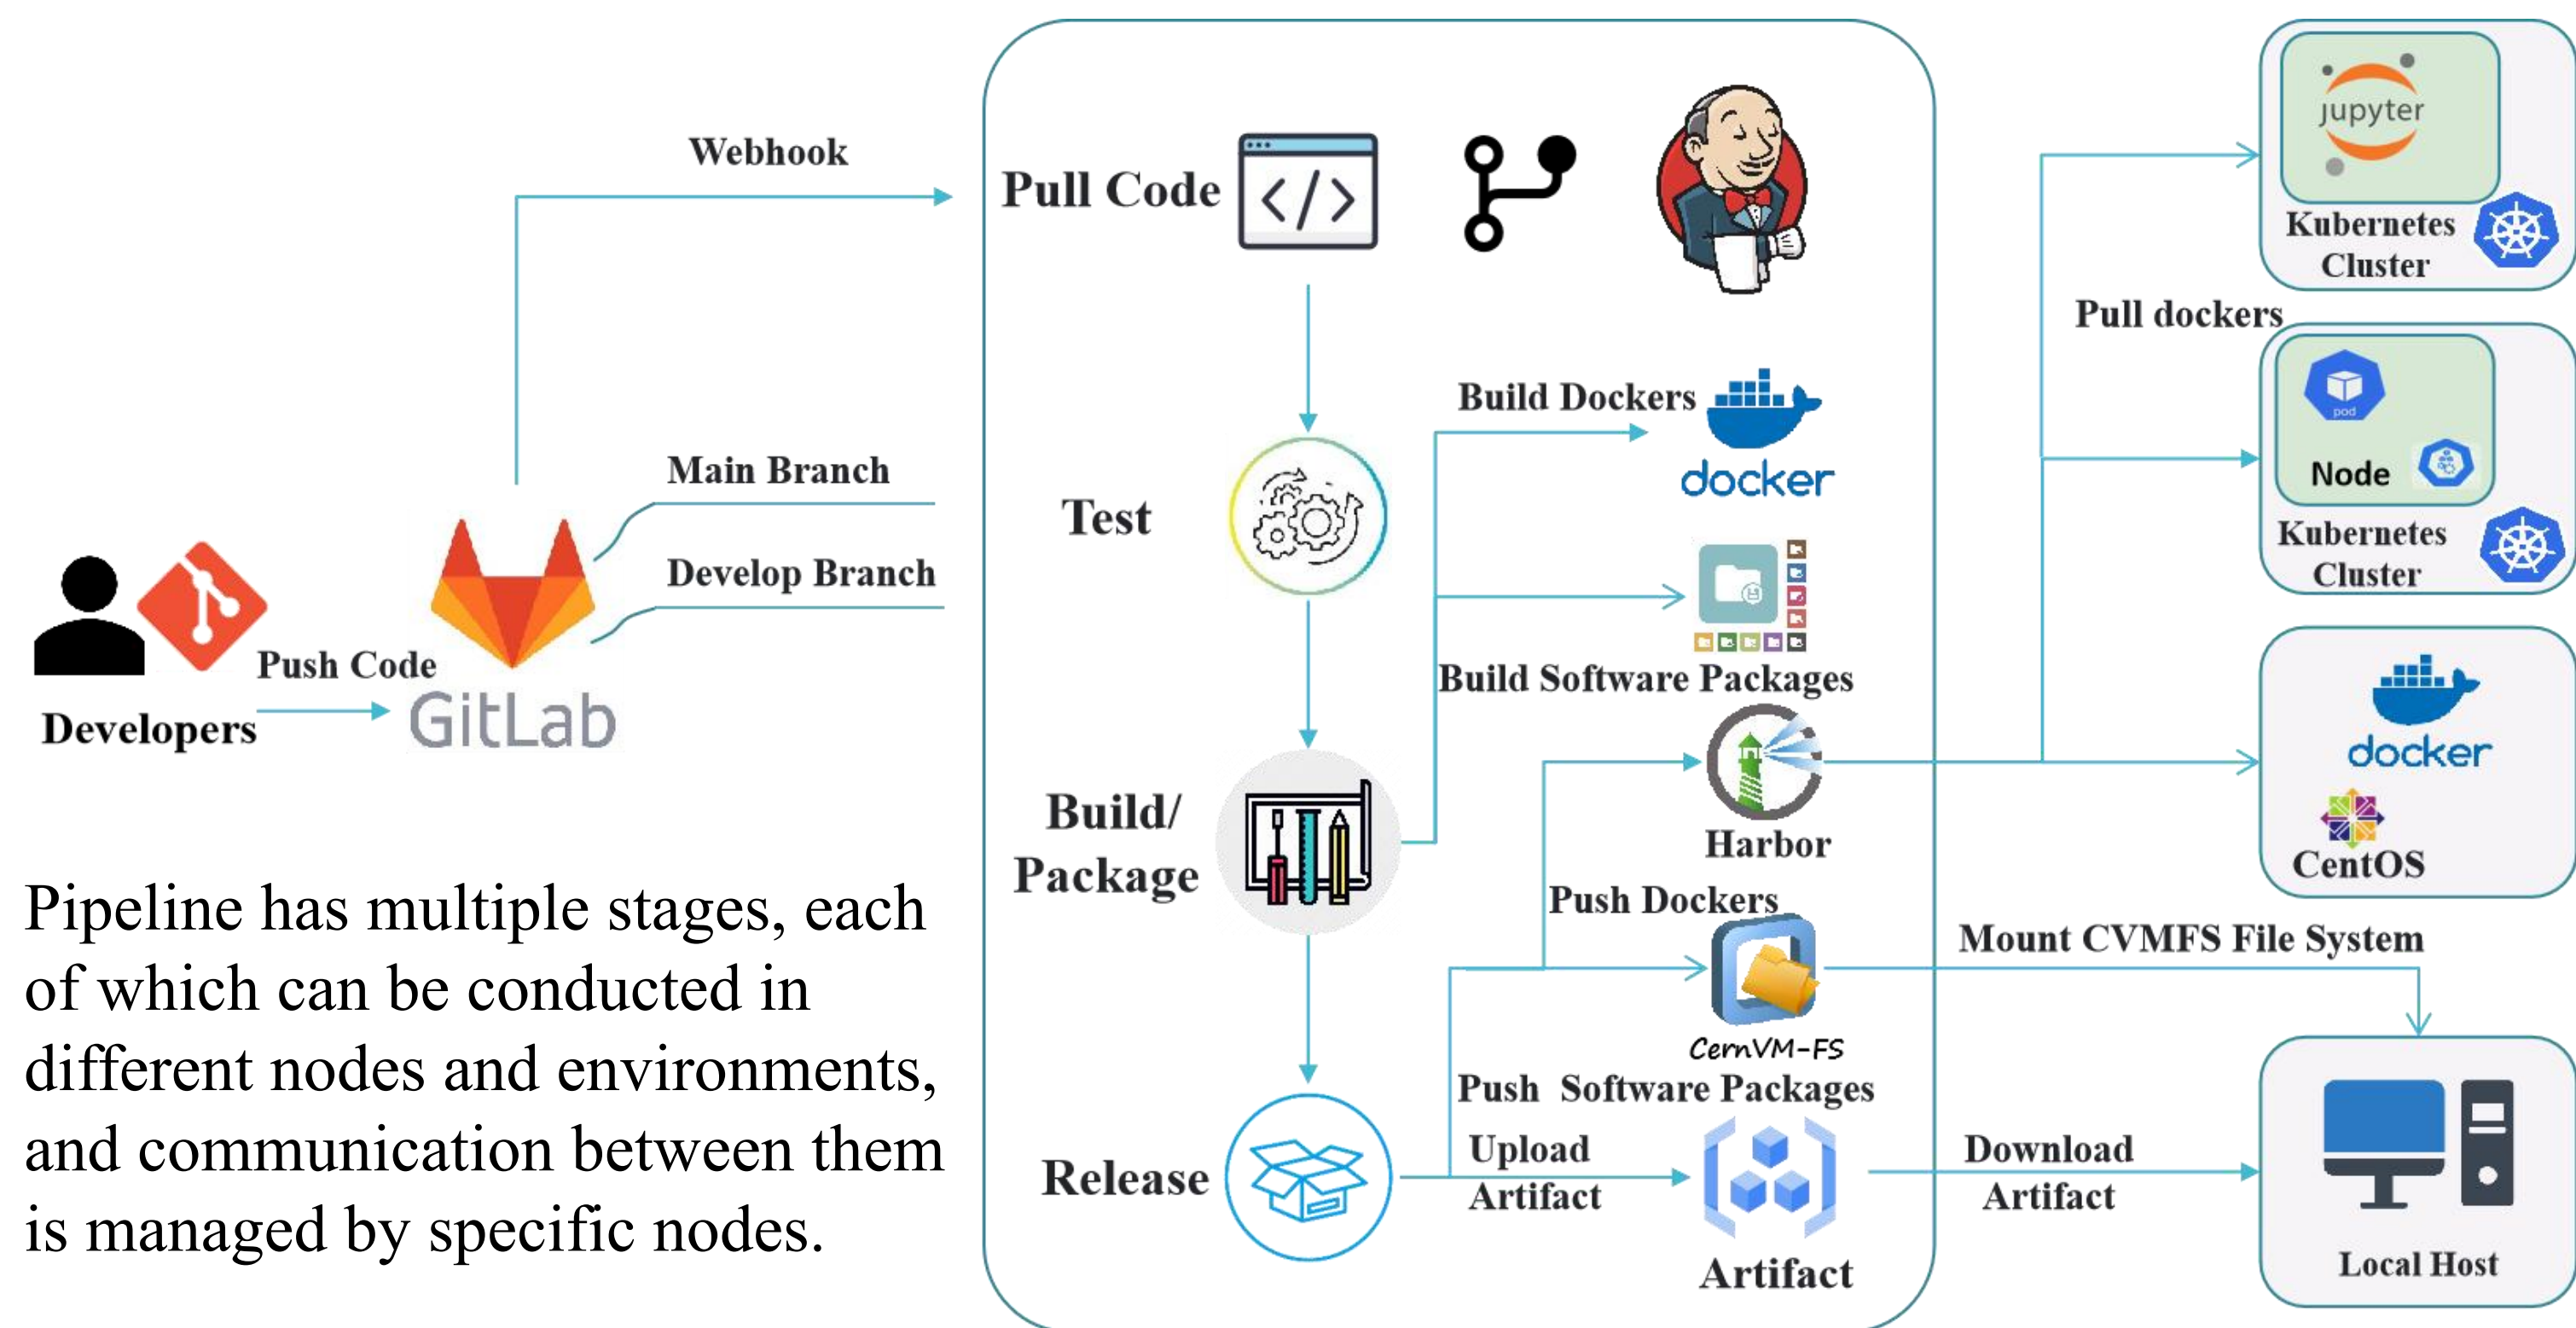 Webhook
Pull Code
</>
Main Branch
Develop Branch
Push Code
Developers
GitLab
Test
Build Dockers
docker
Build Software Packages
Build/
Package
Harbor
Push Dockers
CernVM-FS
Push Software Packages
Release
Upload
Artifact
Artifact
jupyter
Kubernetes
Cluster
Pull dockers
pod
Node
Kubernetes
Cluster
docker
CentOS
Mount CVMFS File System
Download
Artifact
Local Host
Pipeline has multiple stages, each
of which can be conducted in
different nodes and environments,
and communication between them
is managed by specific nodes.